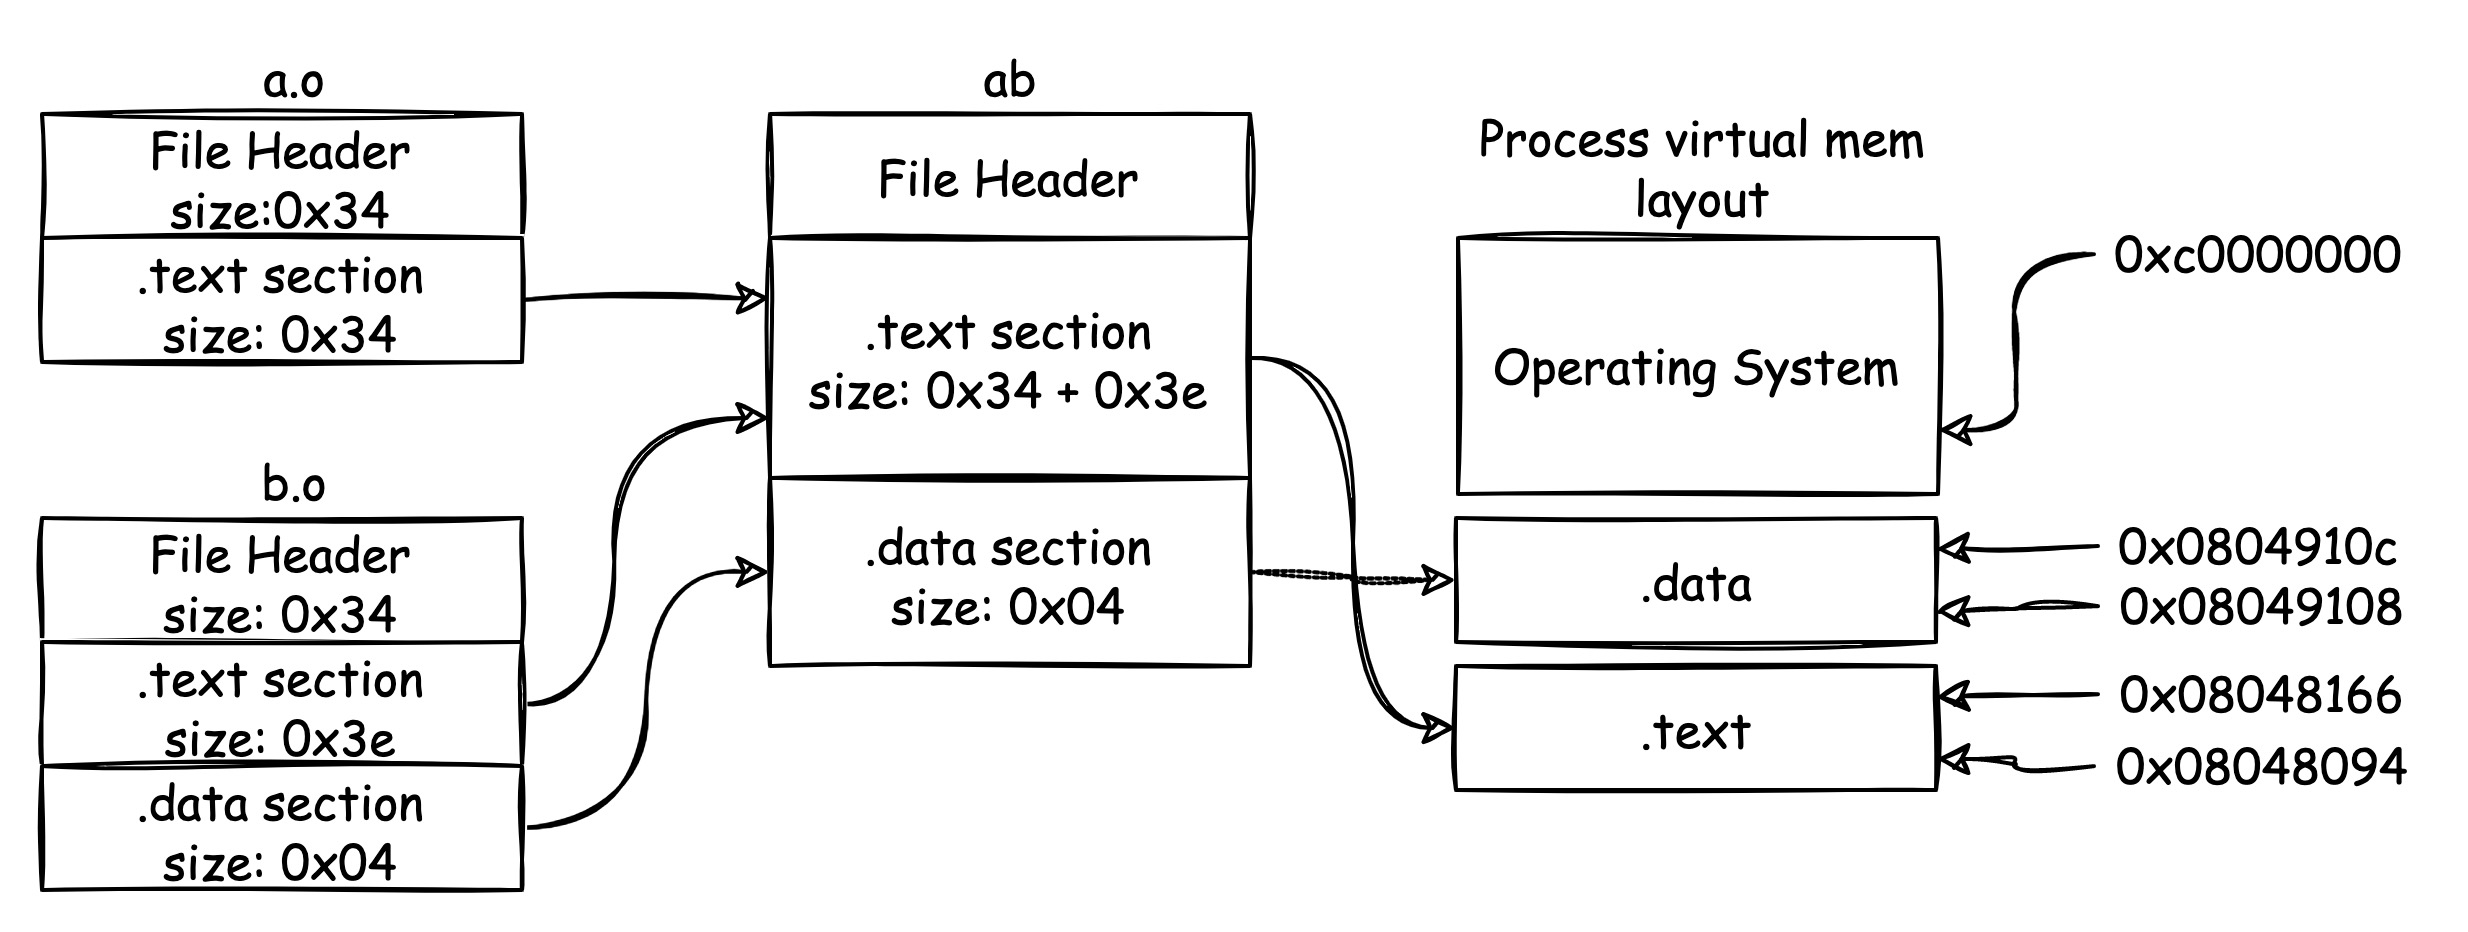 a.o
File Header
size:0x34
.text section
size: 0x34
b.o
File Header
size: 0x34
.text section
size: 0x3e
.data section
size: 0x04
ab
File Header
.text section
size: 0x34 + 0x3e
.data section
size: 0x04
Process virtual mem
layout
Operating System
.data
.text
0xc0000000
0x0804910c
0x08049108
0x08048166
0x08048094